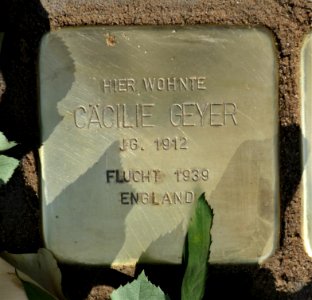 HIER WOHNTE
CÄCILIE GEYER
JG. 1912
FLUCHT 1939
ENGLAND